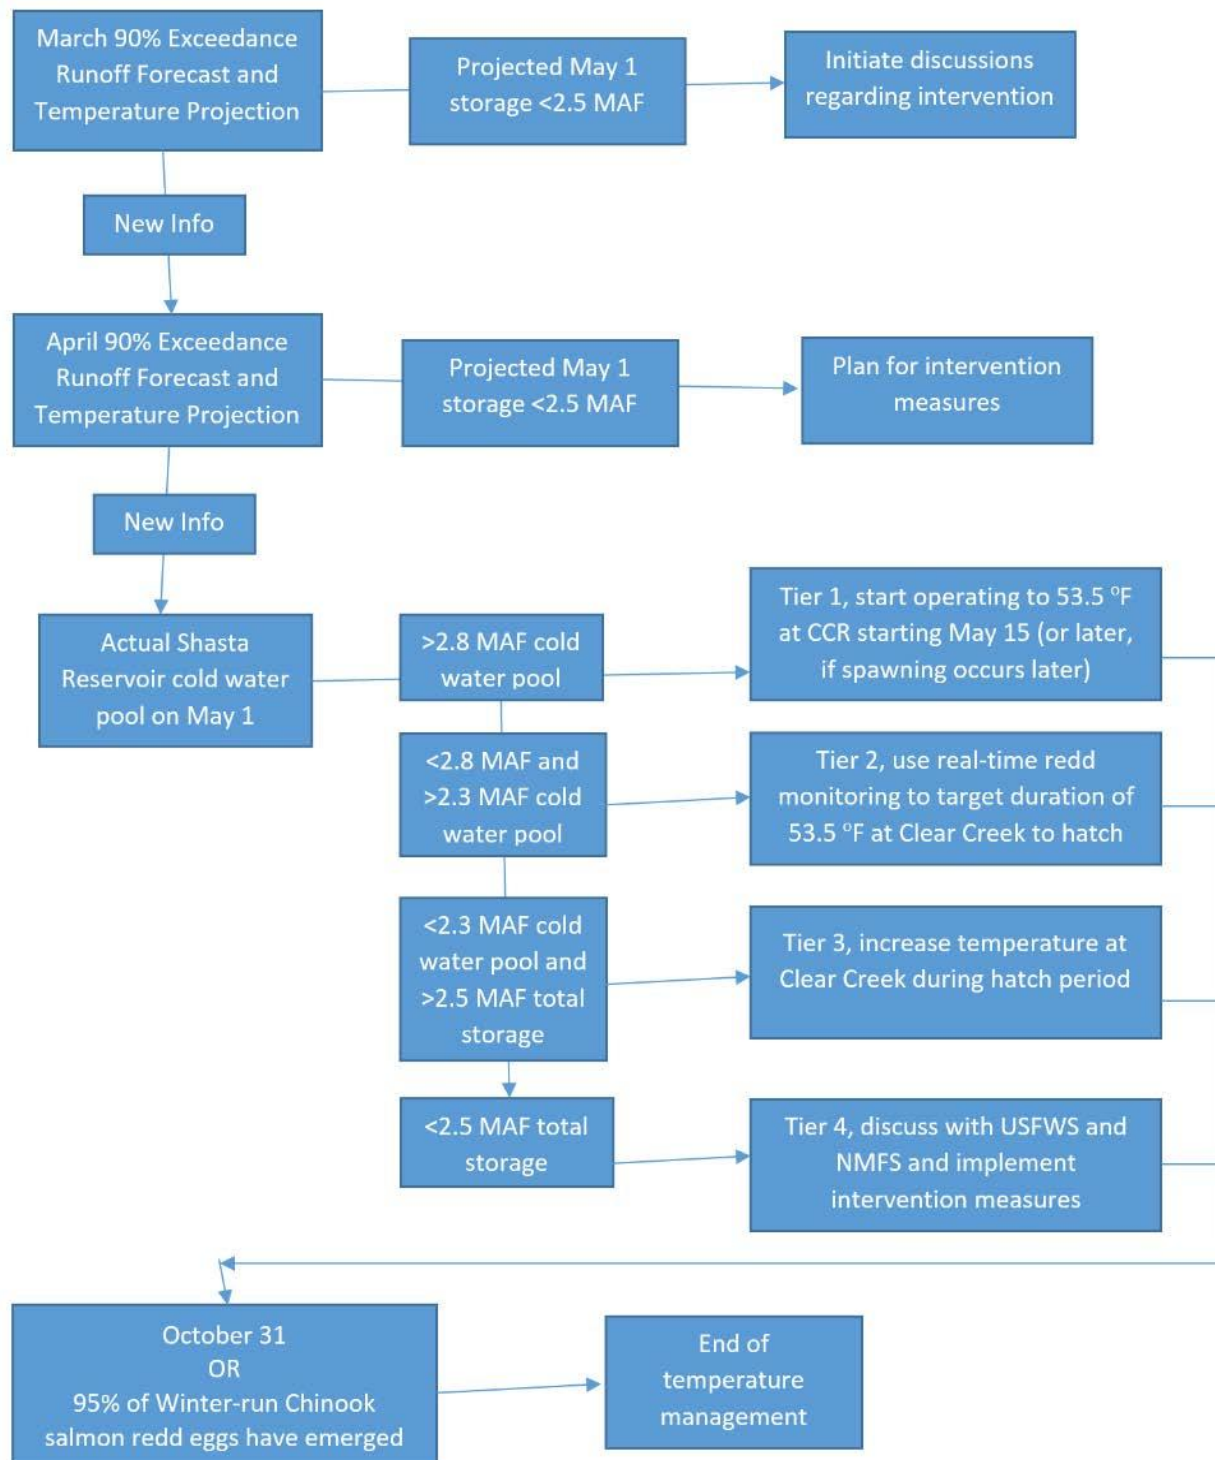 March 90% Exceedance
Runoff Forecast and
Temperature Projection
Projected May 1
storage <2.5 MAF
Initiate discussions
regarding intervention
New Info
April 90% Exceedance
Runoff Forecast and
Temperature Projection
Projected May 1
storage <2.5 MAF
Plan for intervention
measures
New Info
Actual Shasta
Reservoir cold water
pool on May 1
>2.8 MAF cold
water pool
Tier 1, start operating to 53.5 °F
at CCR starting May 15 (or later,
if spawning occurs later)
<2.8 MAF and
>2.3 MAF cold
water pool
Tier 2, use real-time redd
monitoring to target duration of
53.5 °F at Clear Creek to hatch
<2.3 MAF cold
water pool and
>2.5 MAF total
storage
Tier 3, increase temperature at
Clear Creek during hatch period
<2.5 MAF total
storage
Tier 4, discuss with USFWS and
NMFS and implement
intervention measures
October 31
OR
95% of Winter-run Chinook
salmon redd eggs have emerged
End of
temperature
management